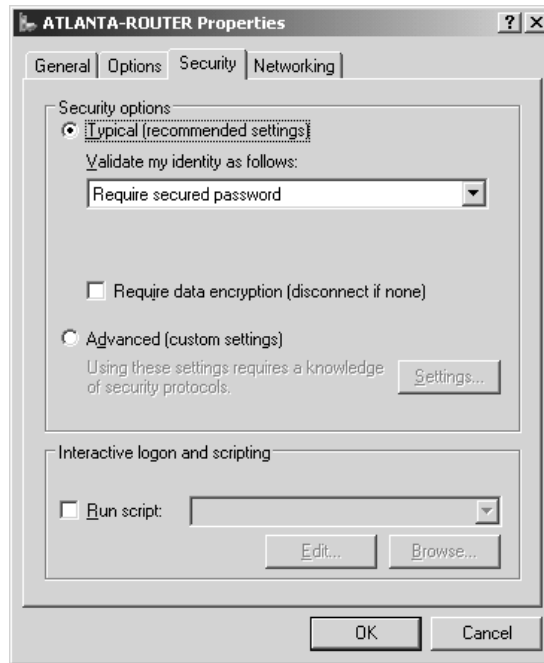 ATLANTA-ROUTER Properties
General Options Security Networking
Security options
Typical (recommended settings)
Validate my identity as follows:
Require secured password
Require data encryption (disconnect if none)
Advanced (custom settings)
Using these settings requires a knowledge
of security protocols.
Settings...
Interactive logon and scripting
Run script:
Edit... Browse...
OK Cancel